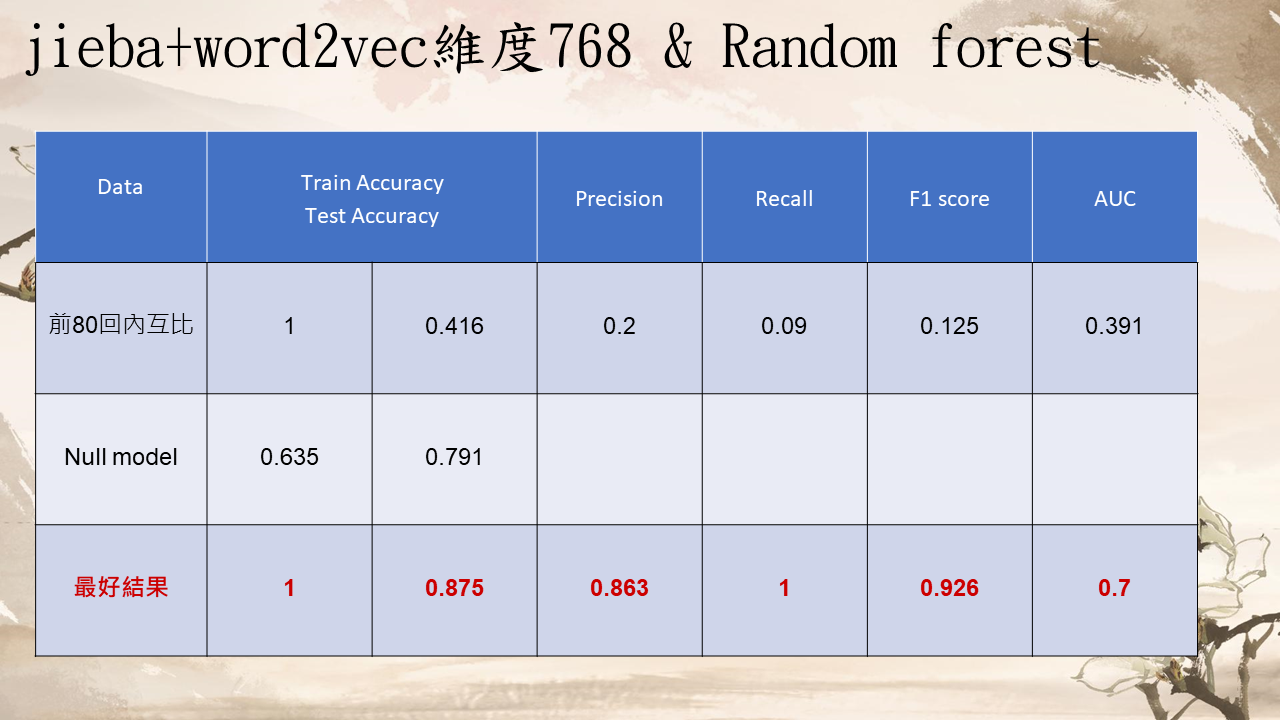 jieba+word2vec維度768 & Random forest
Data
Train Accuracy
Test Accuracy
Precision
Recall
F1 score
AUC
前80回內互比
1
0.416
0.2
0.09
0.125
0.391
Null model
0.635
0.791
最好結果
1
0.875
0.863
1
0.926
0.7